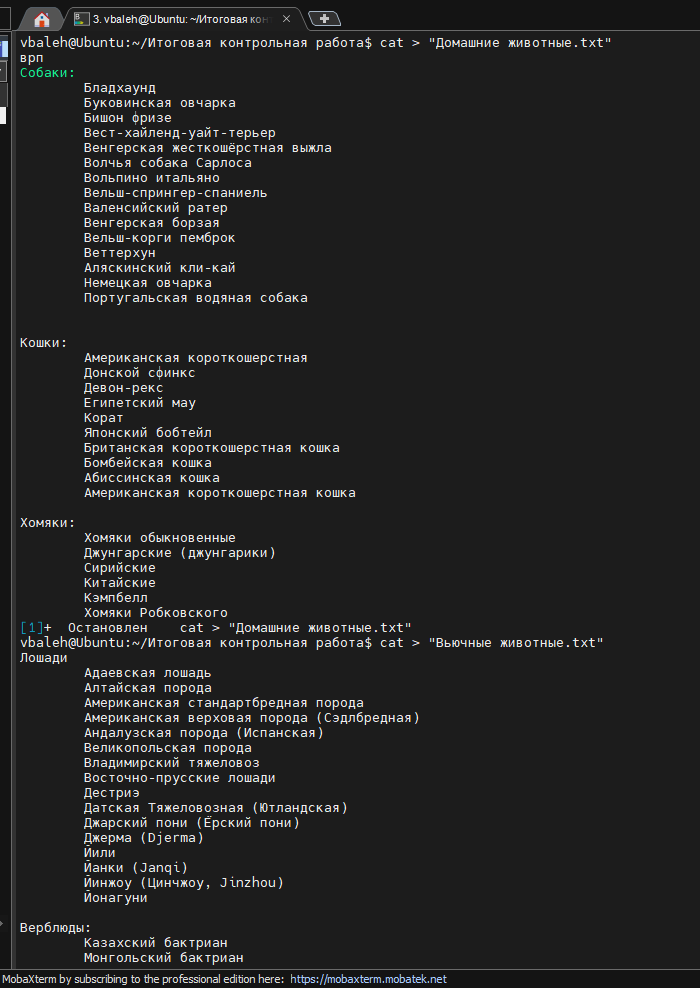 3. vbaleh@Ubuntu: ~/Итоговая кон
vbaleh@Ubuntu:~/Итоговая контрольная работа$ cat > "Домашние животные.txt"
врп
Собаки:
Бладхаунд
Буковинская овчарка
Бишон фризе
Вест-хайленд-уайт-терьер
Венгерская жесткошёрстная выжла
Волчья собака Сарлоса
Вольпино итальяно
Вельш-спрингер-спаниель
Валенсийский ратер
Венгерская борзая
Вельш-корги пемброк
Веттерхун
Аляскинский кли-кай
Немецкая овчарка
Португальская водяная собака
Кошки:
Американская короткошерстная
Донской сфинкс
Девон-рекс
Египетский мау
Корат
Японский бобтейл
Британская короткошерстная кошка
Бомбейская кошка
Абиссинская кошка
Американская короткошерстная кошка
Хомяки:
Хомяки обыкновенные
Джунгарские (джунгарики)
Сирийские
Китайские
Кэмпбелл
Хомяки Робковского
[1]+  Остановлен    cat > "Домашние животные.txt"
vbaleh@Ubuntu:~/Итоговая контрольная работа$ cat > "Вьючные животные.txt"
Лошади
Адаевская лошадь
Алтайская порода
Американская стандартбредная порода
Американская верховая порода (Сэдлбредная)
Андалузская порода (Испанская)
Великопольская порода
Владимирский тяжеловоз
Восточно-прусские лошади
Дестриэ
Датская Тяжеловозная (Ютландская)
Джарский пони (Ёрский пони)
Джерма (Djerma)
Йили
Йанки (Janqi)
Йинжоу (Цинчжоу, Jinzhou)
Йонагуни
Верблюды:
Казахский бактриан
Монгольский бактриан
MobaXterm by subscribing to the professional edition here: https://mobaxterm.mobatek.net